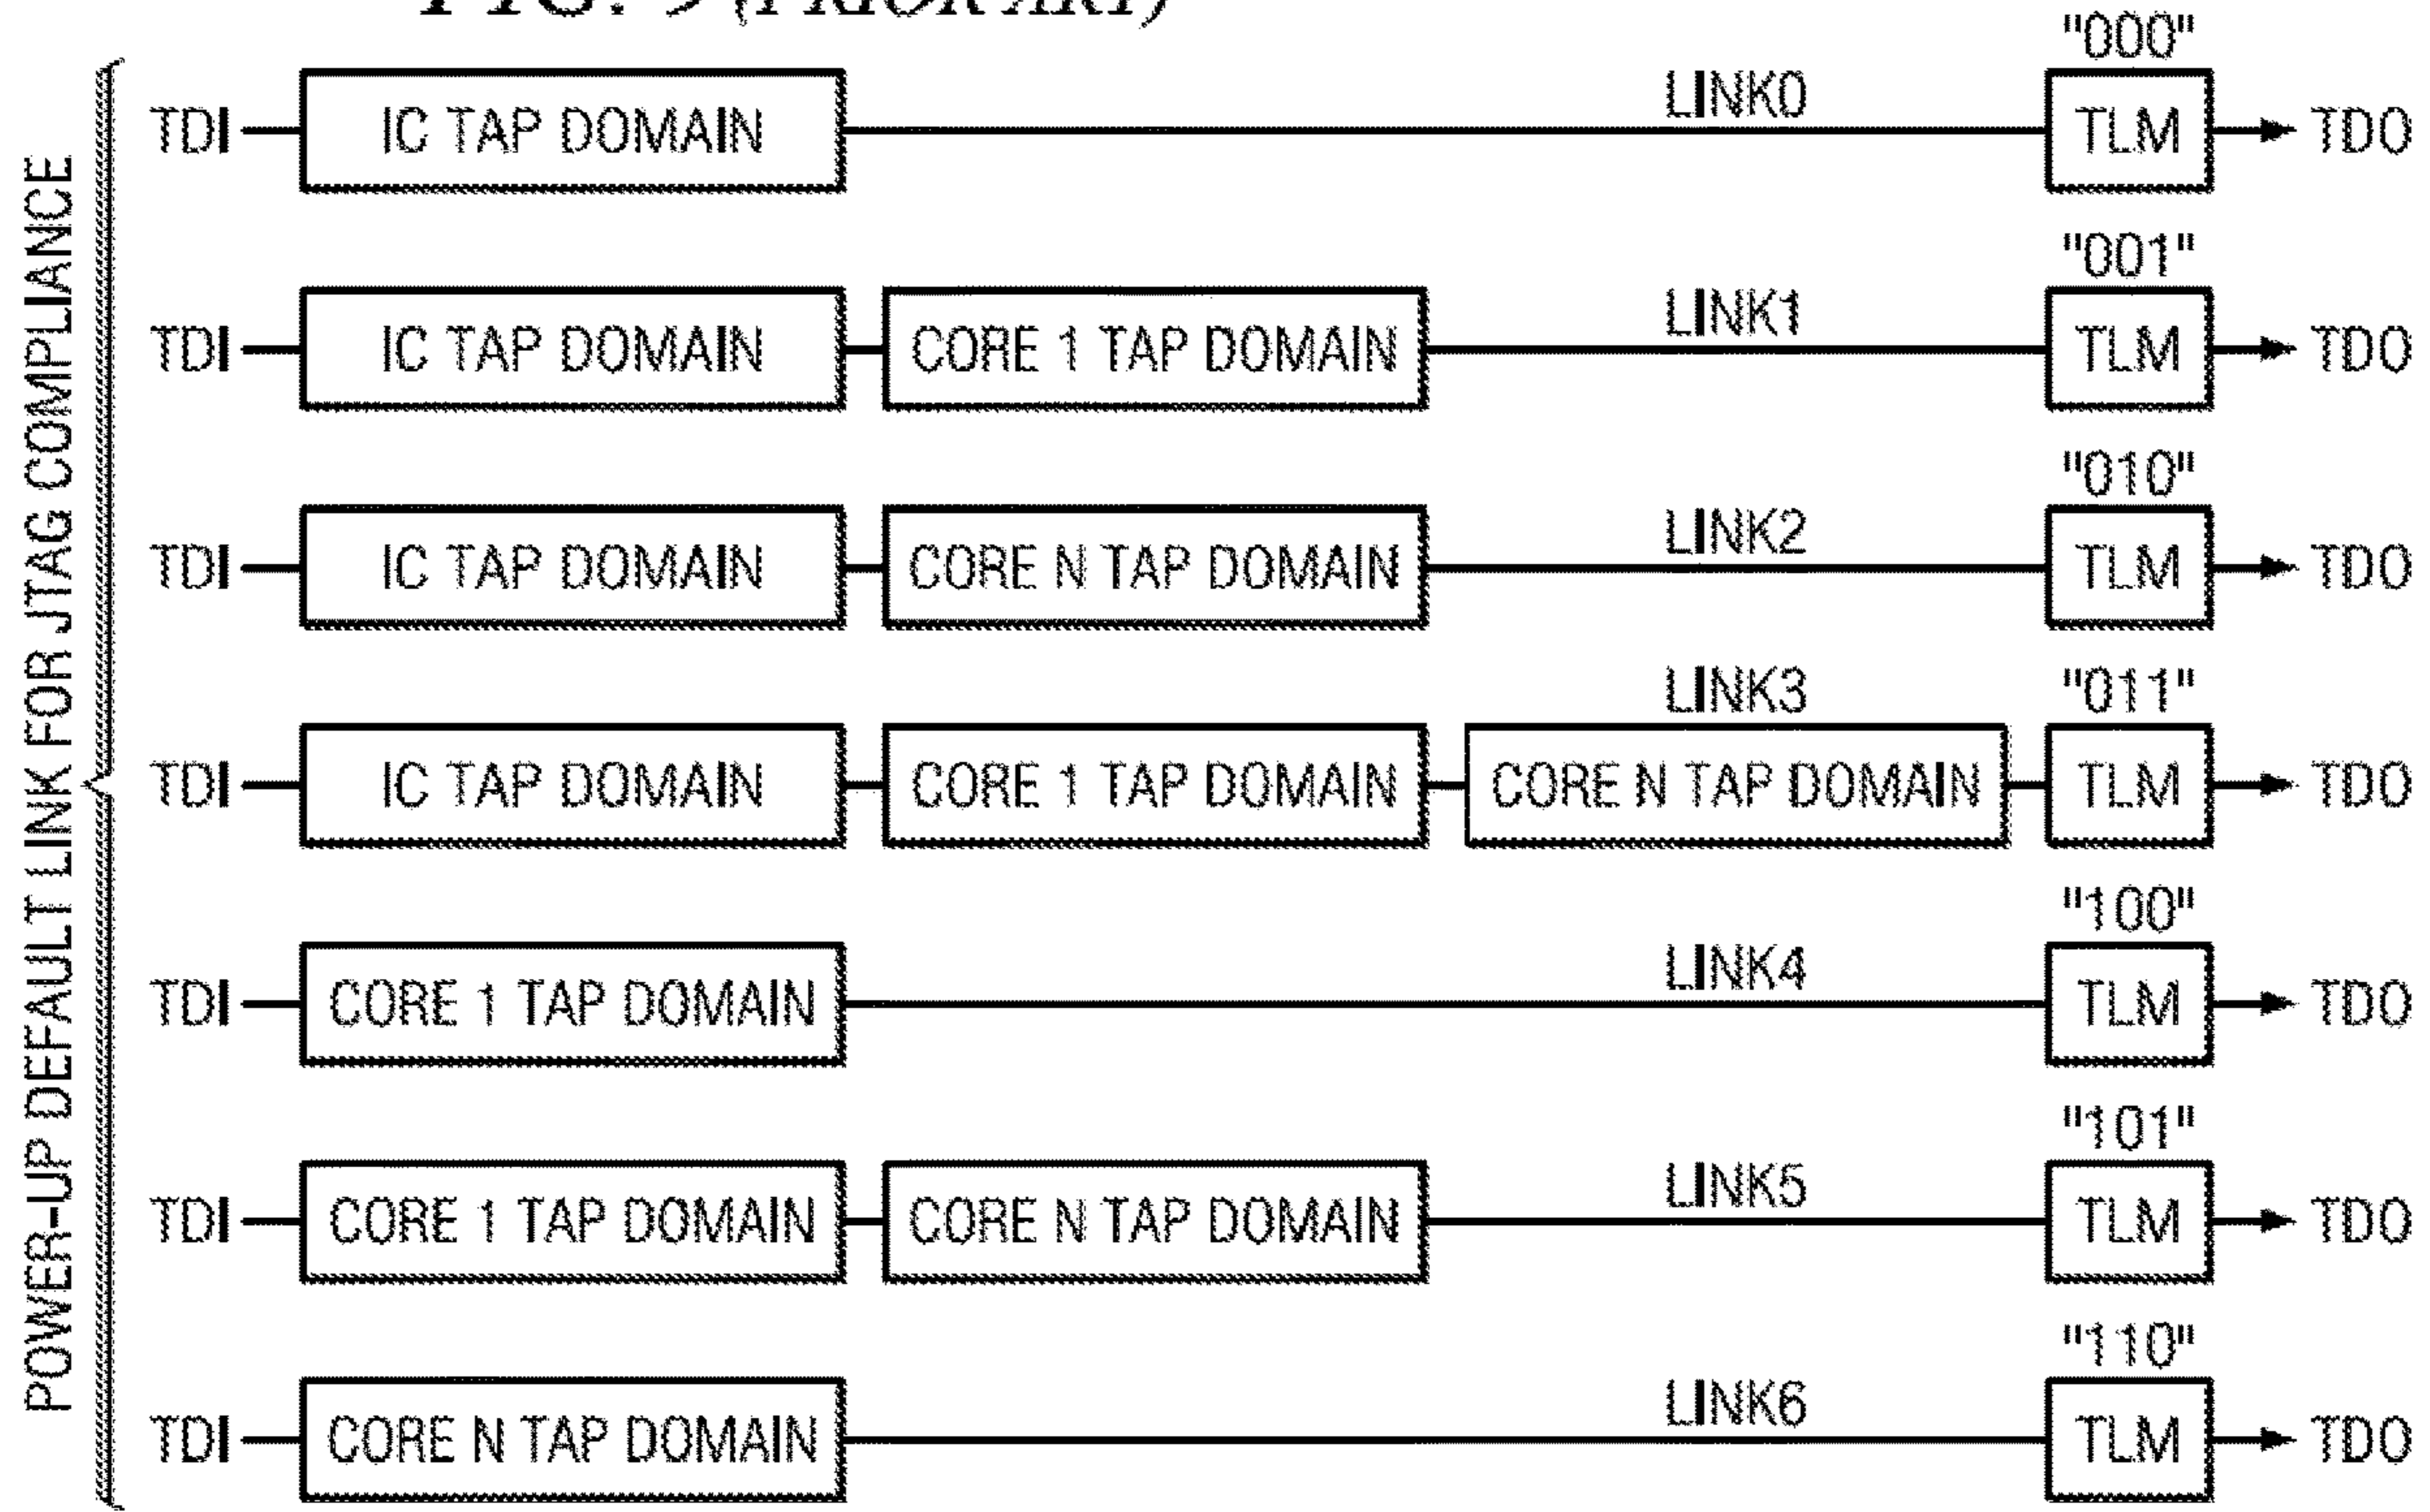 FIG. 9 (PRIOR ART)
POWER-UP DEFAULT LINK FOR JTAG COMPLIANCE
"000"
TDI IC TAP DOMAIN LINK0 TLM TDO
"001"
TDI IC TAP DOMAIN CORE 1 TAP DOMAIN LINK1 TLM TDO
"010"
TDI IC TAP DOMAIN CORE N TAP DOMAIN LINK2 TLM TDO
LINK3 "011"
TDI IC TAP DOMAIN CORE 1 TAP DOMAIN CORE N TAP DOMAIN TLM TDO
"100"
TDI CORE 1 TAP DOMAIN LINK4 TLM TDO
"101"
TDI CORE 1 TAP DOMAIN CORE N TAP DOMAIN LINK5 TLM TDO
"110"
TDI CORE N TAP DOMAIN LINK6 TLM TDO